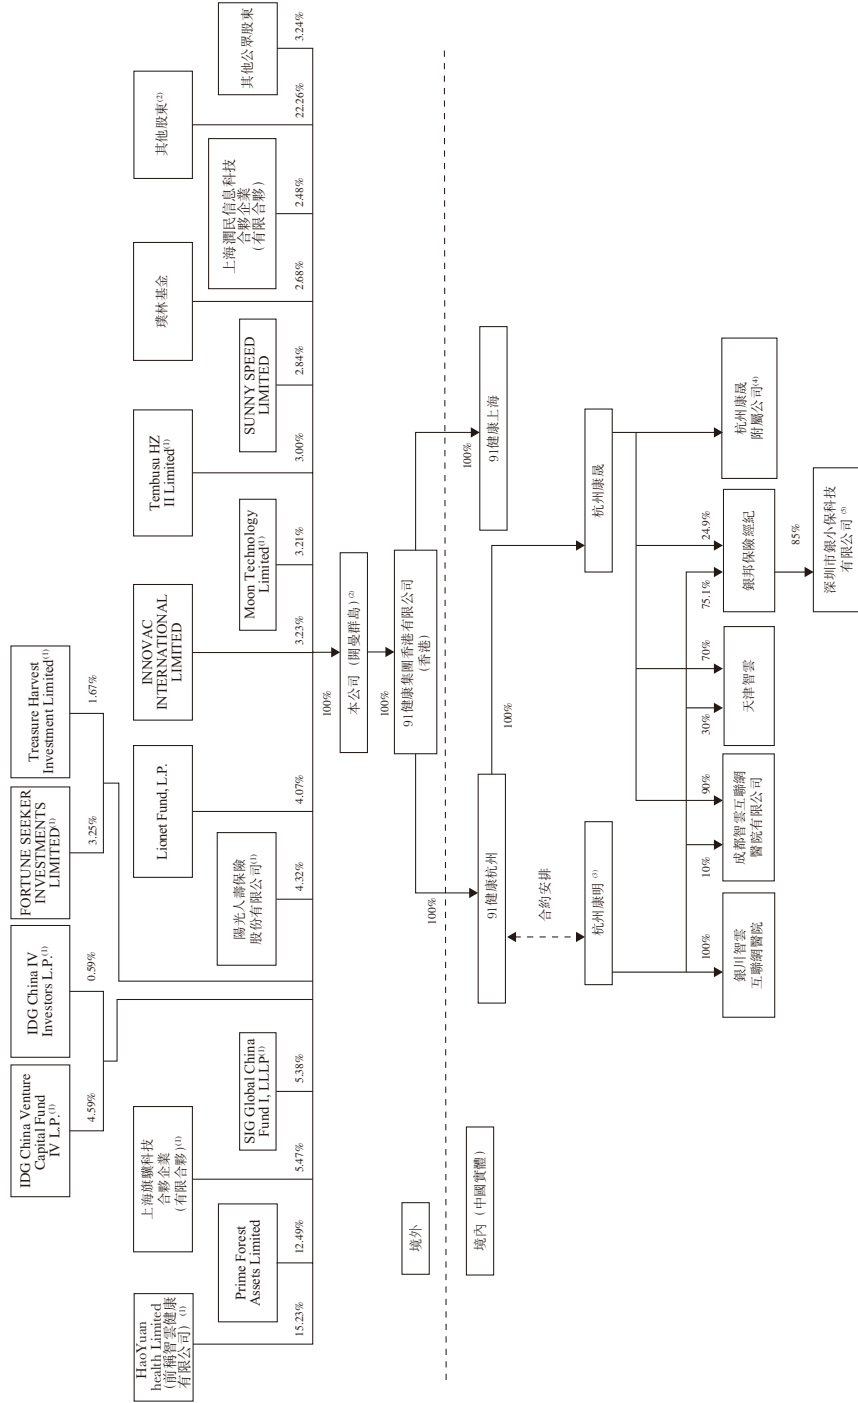 IDG China Venture
Capital Fund
IV L.P.(1)
IDG China IV
Investors L.P.(1)
FORTUNE SEEKER
INVESTMENTS
LIMITED(1)
Treasure Harvest
Investment Limited(1)
4.59%
0.59%
3.25%
1.67%
HaoYuan
health Limited
(前稱智雲健康
有限公司)(1)
上海旗驥科技
合夥企業
(有限合夥)(1)
Lionet Fund, L.P.
INNOVAC
INTERNATIONAL
LIMITED
Tembusu HZ
II Limited(1)
璞林基金
其他股東(2)
Prime Forest
Assets Limited
SIG Global China
Fund I, LLLP(1)
陽光人壽保險
股份有限公司(1)
Moon Technology
Limited(1)
SUNNY SPEED
LIMITED
上海潤民信息科技
合夥企業
(有限合夥)
其他公眾股東
15.23%
12.49%
5.47%
5.38%
4.32%
4.07%
3.23%
3.21%
3.00%
2.84%
2.68%
2.48%
22.26%
3.24%
100%
本公司(開曼群島)(2)
100%
91健康集團香港有限公司
(香港)
境外
100%
100%
境內(中國實體)
91健康杭州
91健康上海
100%
合約安排
杭州康明(3)
杭州康晟
100%
10%
90%
30%
70%
75.1%
24.9%
銀川智雲
互聯網醫院
成都智雲互聯網
醫院有限公司
天津智雲
銀邦保險經紀
杭州康晟
附屬公司(4)
85%
深圳市銀小保科技
有限公司(5)